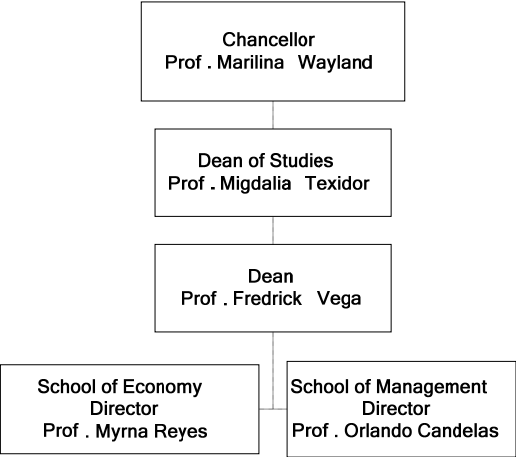 Chancellor
Prof . Marilina Wayland
Dean of Studies
Prof . Migdalia Texidor
Dean
Prof . Fredrick Vega
School of Economy
Director
Prof . Myrna Reyes
School of Management
Director
Prof . Orlando Candelas